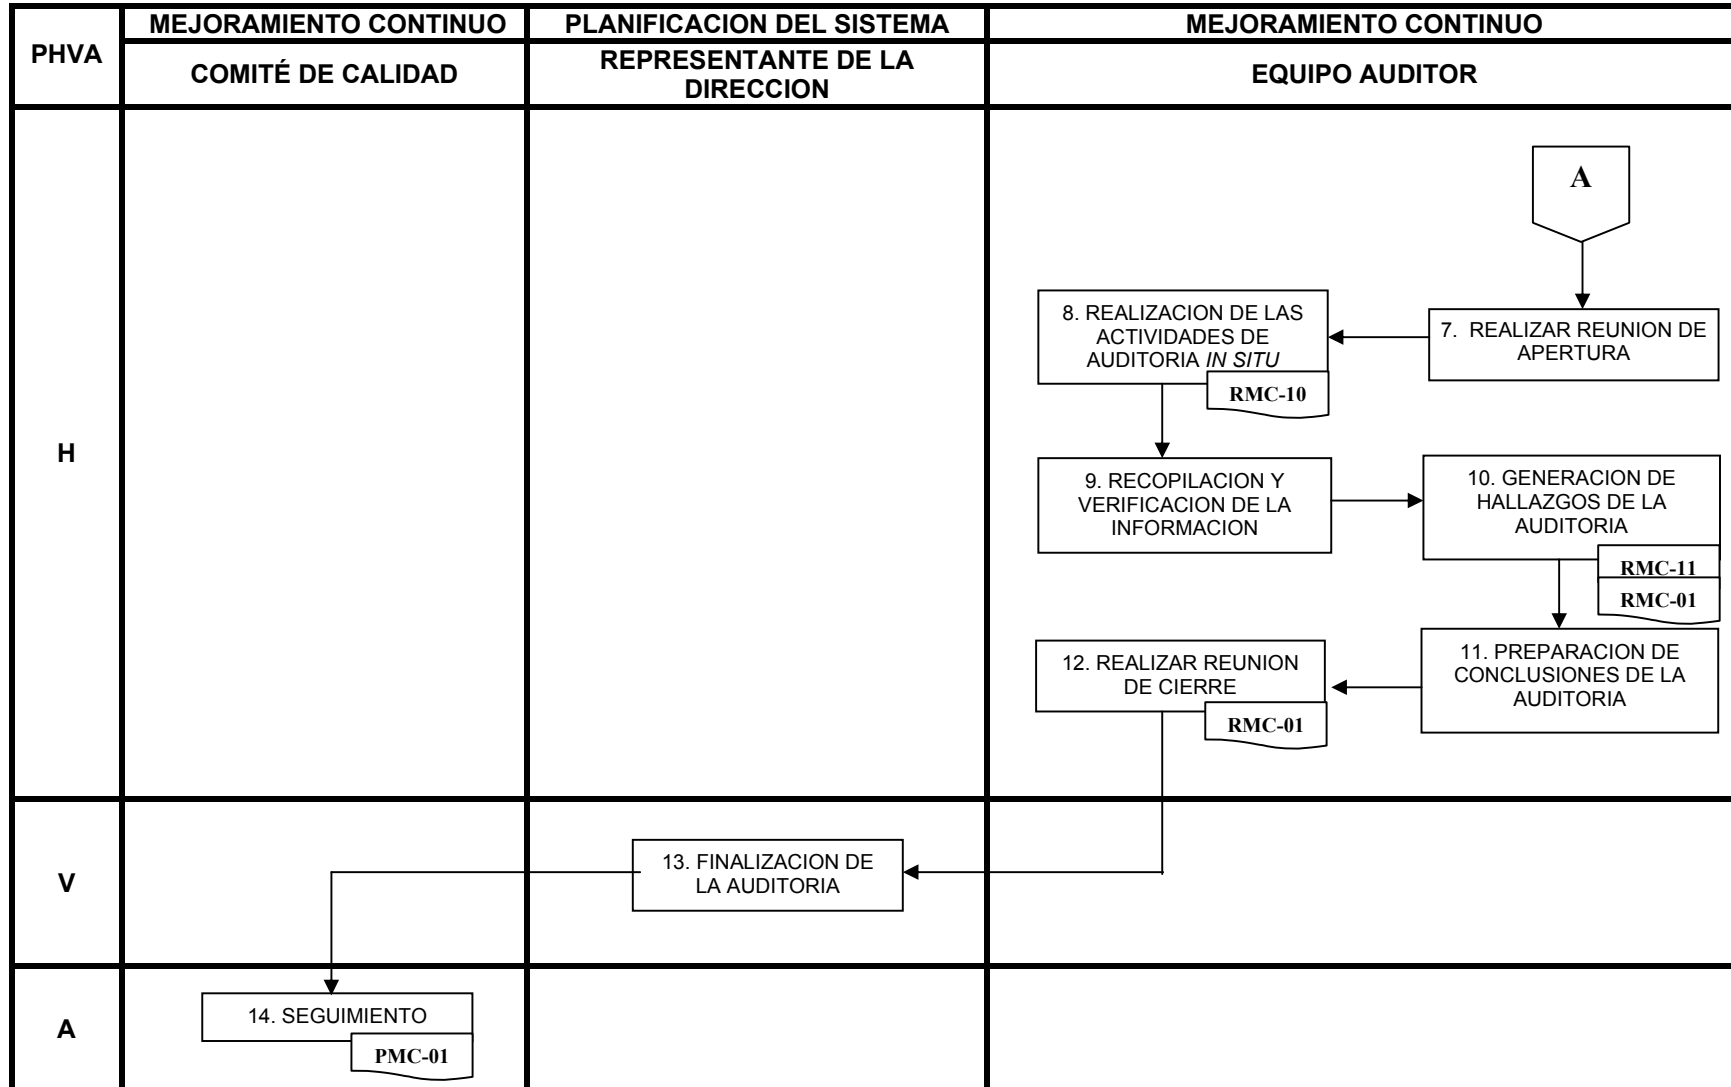 PHVA
MEJORAMIENTO CONTINUO
PLANIFICACION DEL SISTEMA
MEJORAMIENTO CONTINUO
COMITÉ DE CALIDAD
REPRESENTANTE DE LA
DIRECCION
EQUIPO AUDITOR
H
A
7. REALIZAR REUNION DE
APERTURA
8. REALIZACION DE LAS
ACTIVIDADES DE
AUDITORIA IN SITU
RMC-10
9. RECOPILACION Y
VERIFICACION DE LA
INFORMACION
10. GENERACION DE
HALLAZGOS DE LA
AUDITORIA
RMC-11
RMC-01
11. PREPARACION DE
CONCLUSIONES DE LA
AUDITORIA
12. REALIZAR REUNION
DE CIERRE
RMC-01
V
13. FINALIZACION DE
LA AUDITORIA
A
14. SEGUIMIENTO
PMC-01